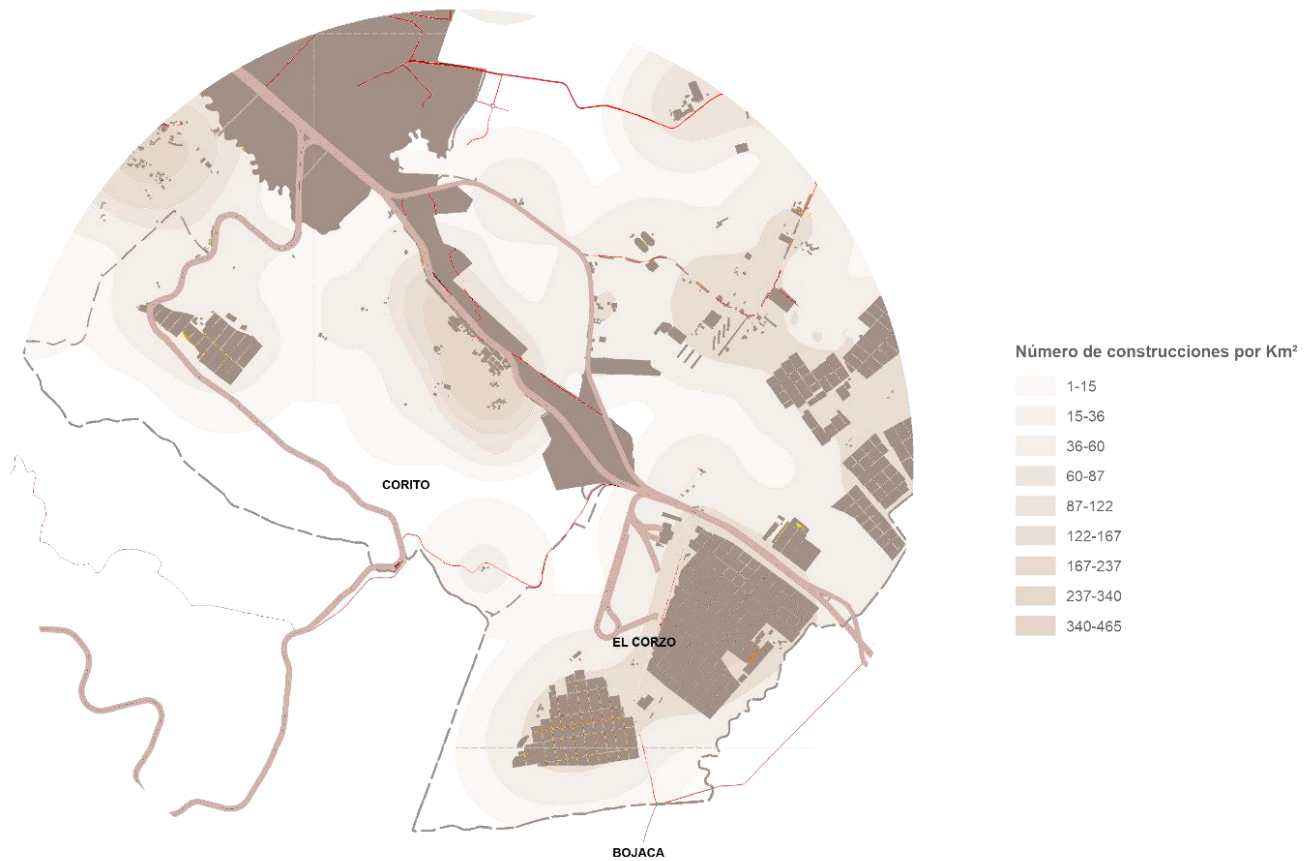 Número de construcciones por Km²
1-15
15-36
36-60
60-87
87-122
122-167
167-237
237-340
340-465
CORITO
EL CORZO
BOJACA